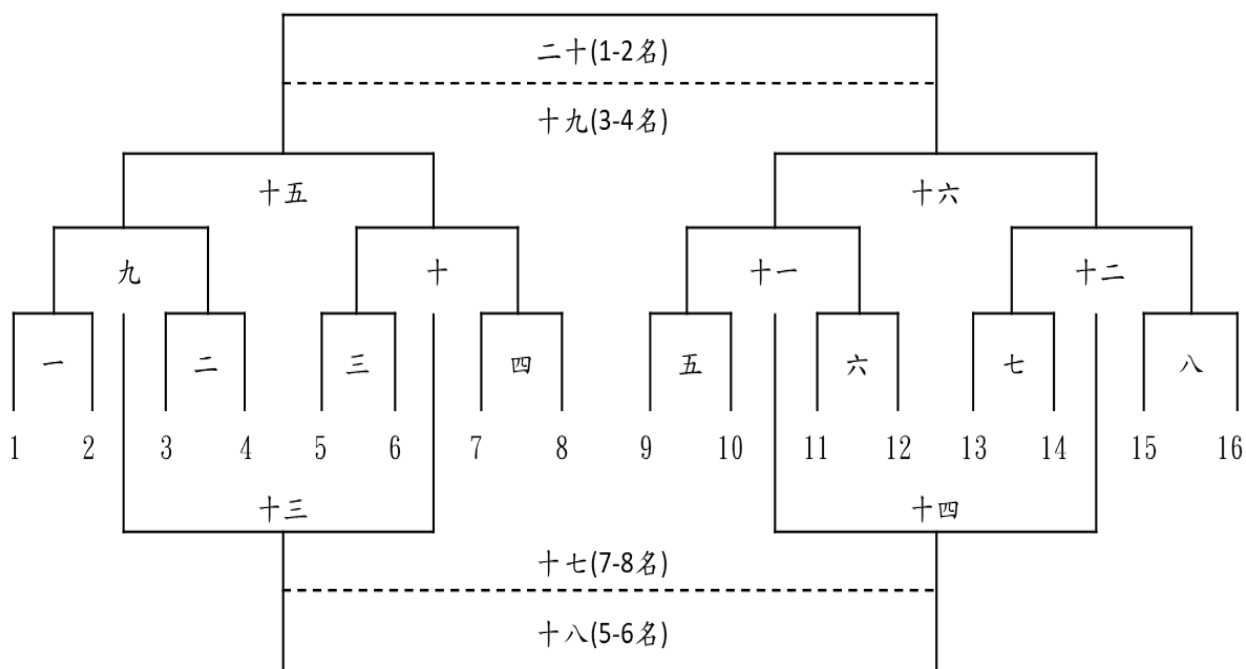 二十(1-2名)
十九(3-4名)
十五 十六
九 十 十一 十二
一 二 三 四 五 六 七 八
1 2 3 4 5 6 7 8 9 10 11 12 13 14 15 16
十三 十四
十七(7-8名)
十八(5-6名)